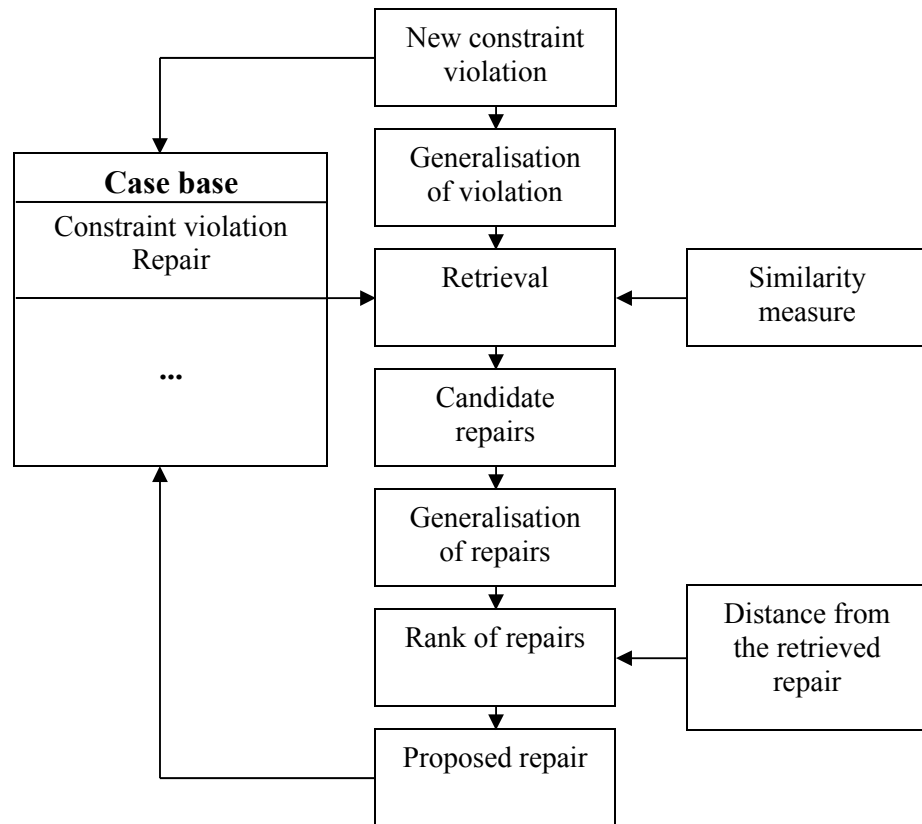 New constraint
violation
Generalisation
of violation
Case base
Constraint violation
Repair
...
Retrieval
Similarity
measure
Candidate
repairs
Generalisation
of repairs
Rank of repairs
Distance from
the retrieved
repair
Proposed repair